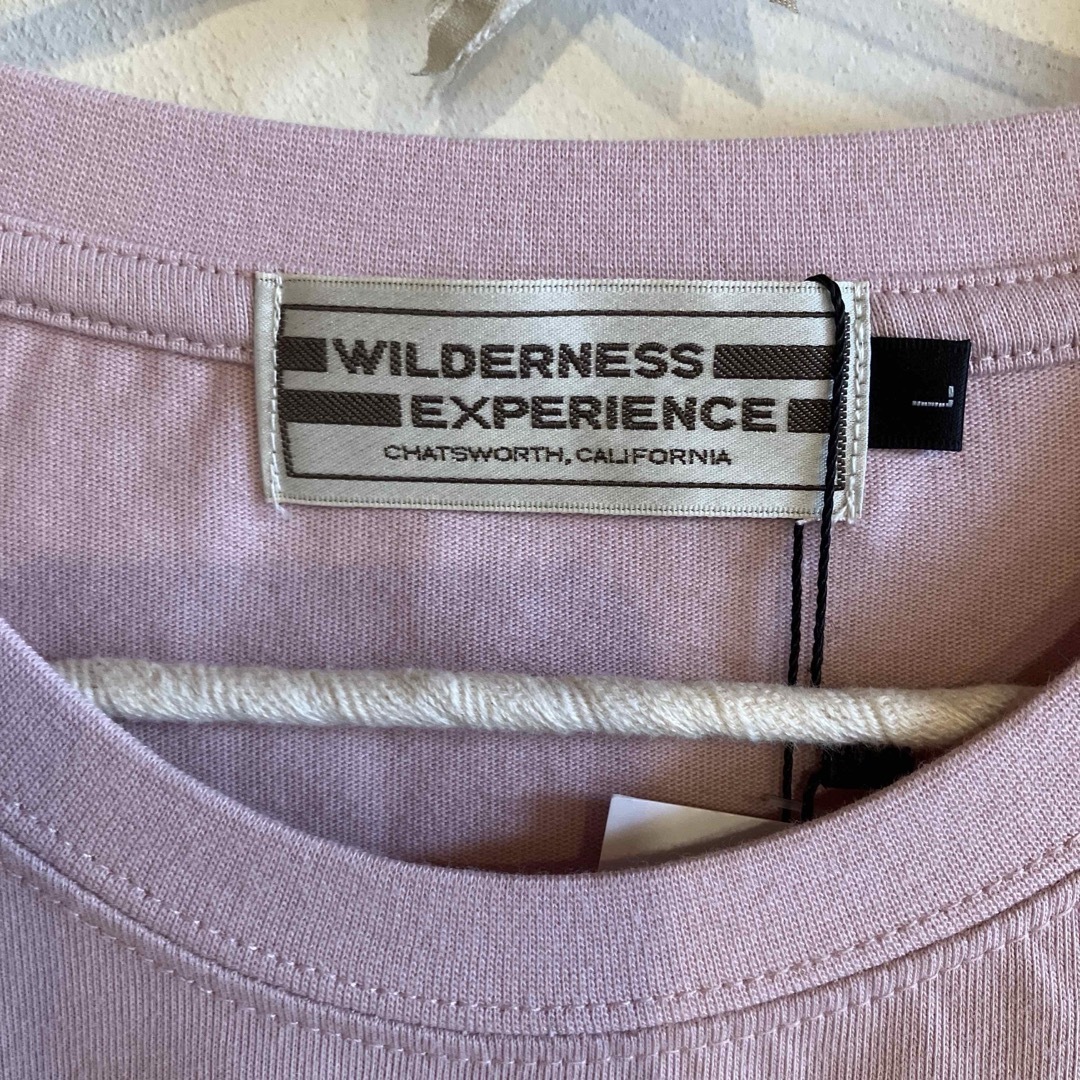 WILDERNESS
EXPERIENCE
CHATSWORTH, CALIFORNIA
L